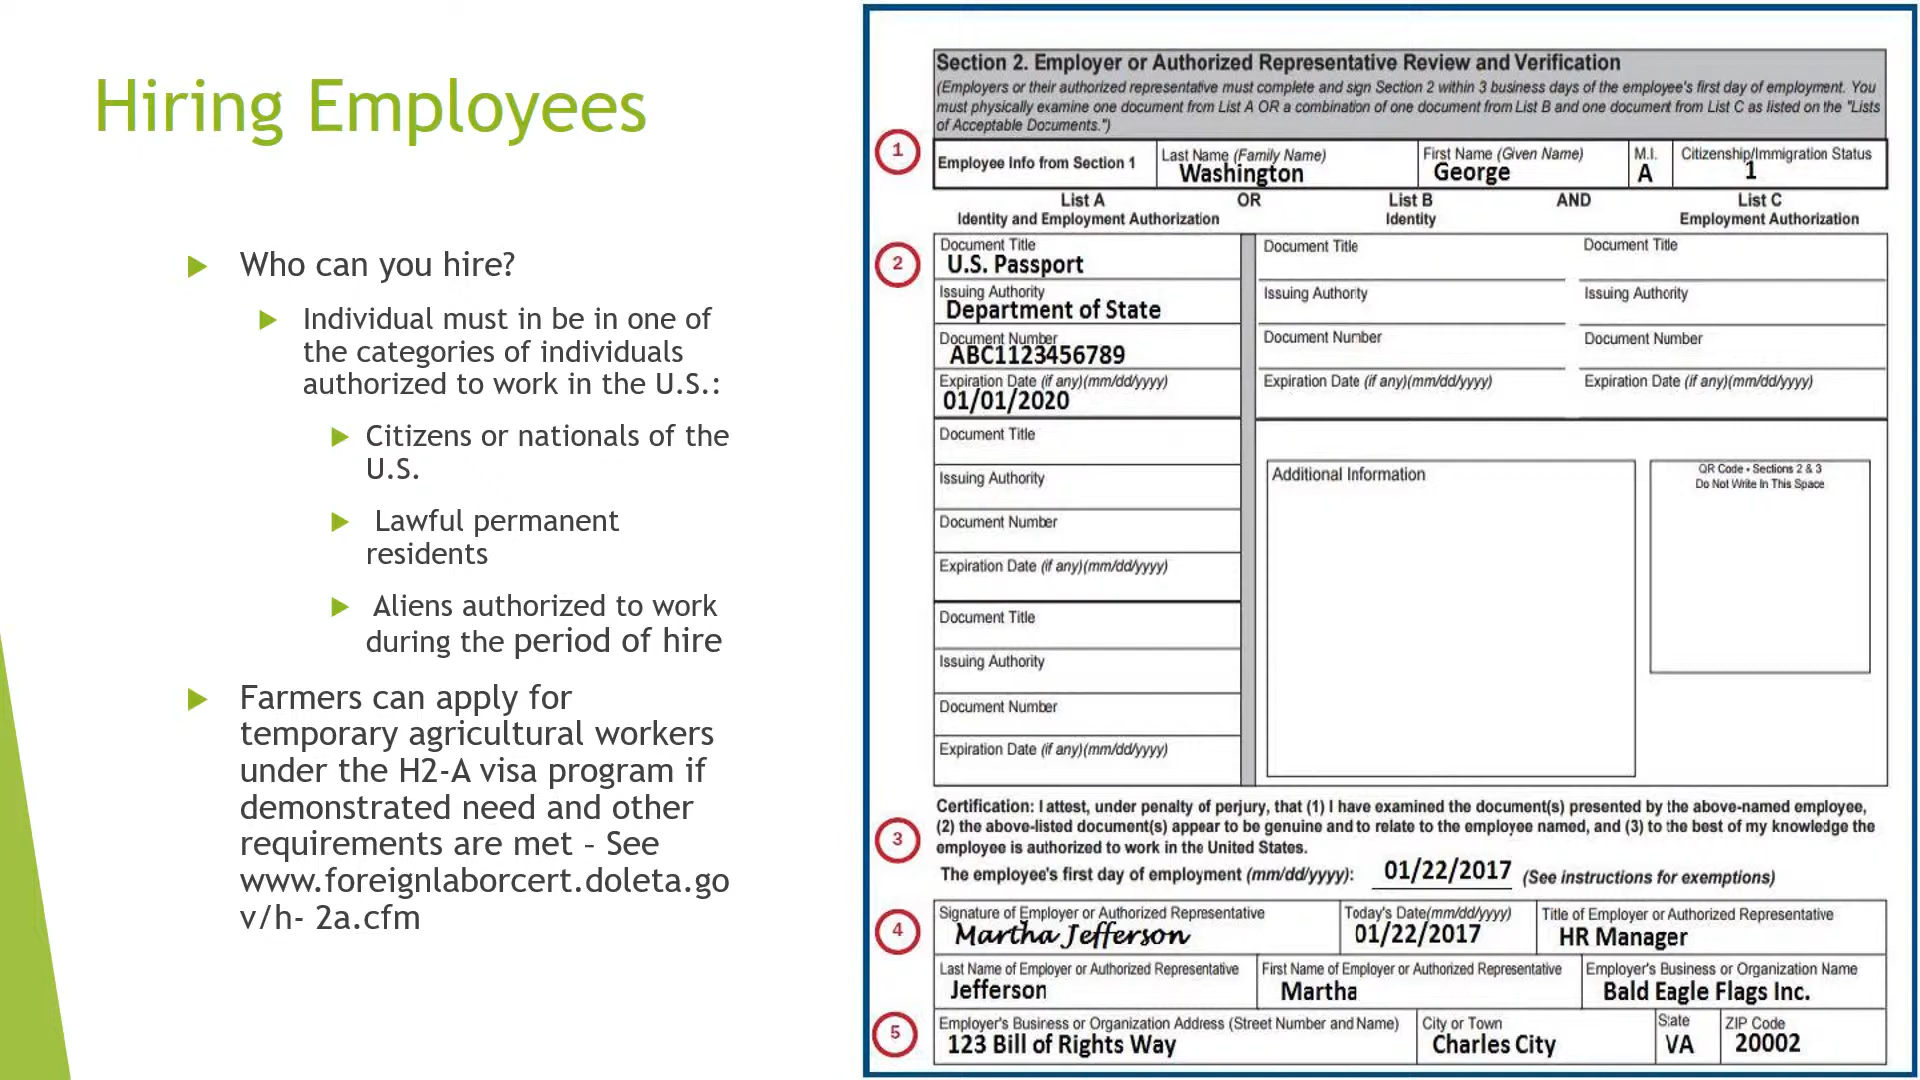 Hiring Employees
Who can you hire?
Individual must in be in one of
the categories of individuals
authorized to work in the U.S.:
Citizens or nationals of the
U.S.
Lawful permanent
residents
Aliens authorized to work
during the period of hire
Farmers can apply for
temporary agricultural workers
under the H2-A visa program if
demonstrated need and other
requirements are met – See
www.foreignlaborcert.doleta.go
v/h- 2a.cfm
Section 2. Employer or Authorized Representative Review and Verification
(Employers or their authorized representative must complete and sign Section 2 within 3 business days of the employee's first day of employment. You
must physically examine one document from List A OR a combination of one document from List B and one document from List C as listed on the "Lists
of Acceptable Documents.")
1
Employee Info from Section 1
Last Name (Family Name)
Washington
First Name (Given Name)
George
M.I.
A
Citizenship/Immigration Status
1
List A
Identity and Employment Authorization
OR
List B
Identity
AND
List C
Employment Authorization
2
Document Title
U.S. Passport
Issuing Authority
Department of State
Document Number
ABC1123456789
Expiration Date (if any)(mm/dd/yyyy)
01/01/2020
Document Title
Issuing Authority
Document Number
Expiration Date (if any)(mm/dd/yyyy)
Document Title
Issuing Authority
Document Number
Expiration Date (if any)(mm/dd/yyyy)
Document Title
Issuing Authority
Document Number
Expiration Date (if any)(mm/dd/yyyy)
Document Title
Issuing Authority
Document Number
Expiration Date (if any)(mm/dd/yyyy)
Additional Information
QR Code - Sections 2 & 3
Do Not Write In This Space
3
Certification: I attest, under penalty of perjury, that (1) I have examined the document(s) presented by the above-named employee,
(2) the above-listed document(s) appear to be genuine and to relate to the employee named, and (3) to the best of my knowledge the
employee is authorized to work in the United States.
The employee's first day of employment (mm/dd/yyyy): 01/22/2017 (See instructions for exemptions)
4
Signature of Employer or Authorized Representative
Martha Jefferson
Today's Date(mm/dd/yyyy)
01/22/2017
Title of Employer or Authorized Representative
HR Manager
Last Name of Employer or Authorized Representative
Jefferson
First Name of Employer or Authorized Representative
Martha
Employer's Business or Organization Name
Bald Eagle Flags Inc.
5
Employer's Business or Organization Address (Street Number and Name)
123 Bill of Rights Way
City or Town
Charles City
State
VA
ZIP Code
20002